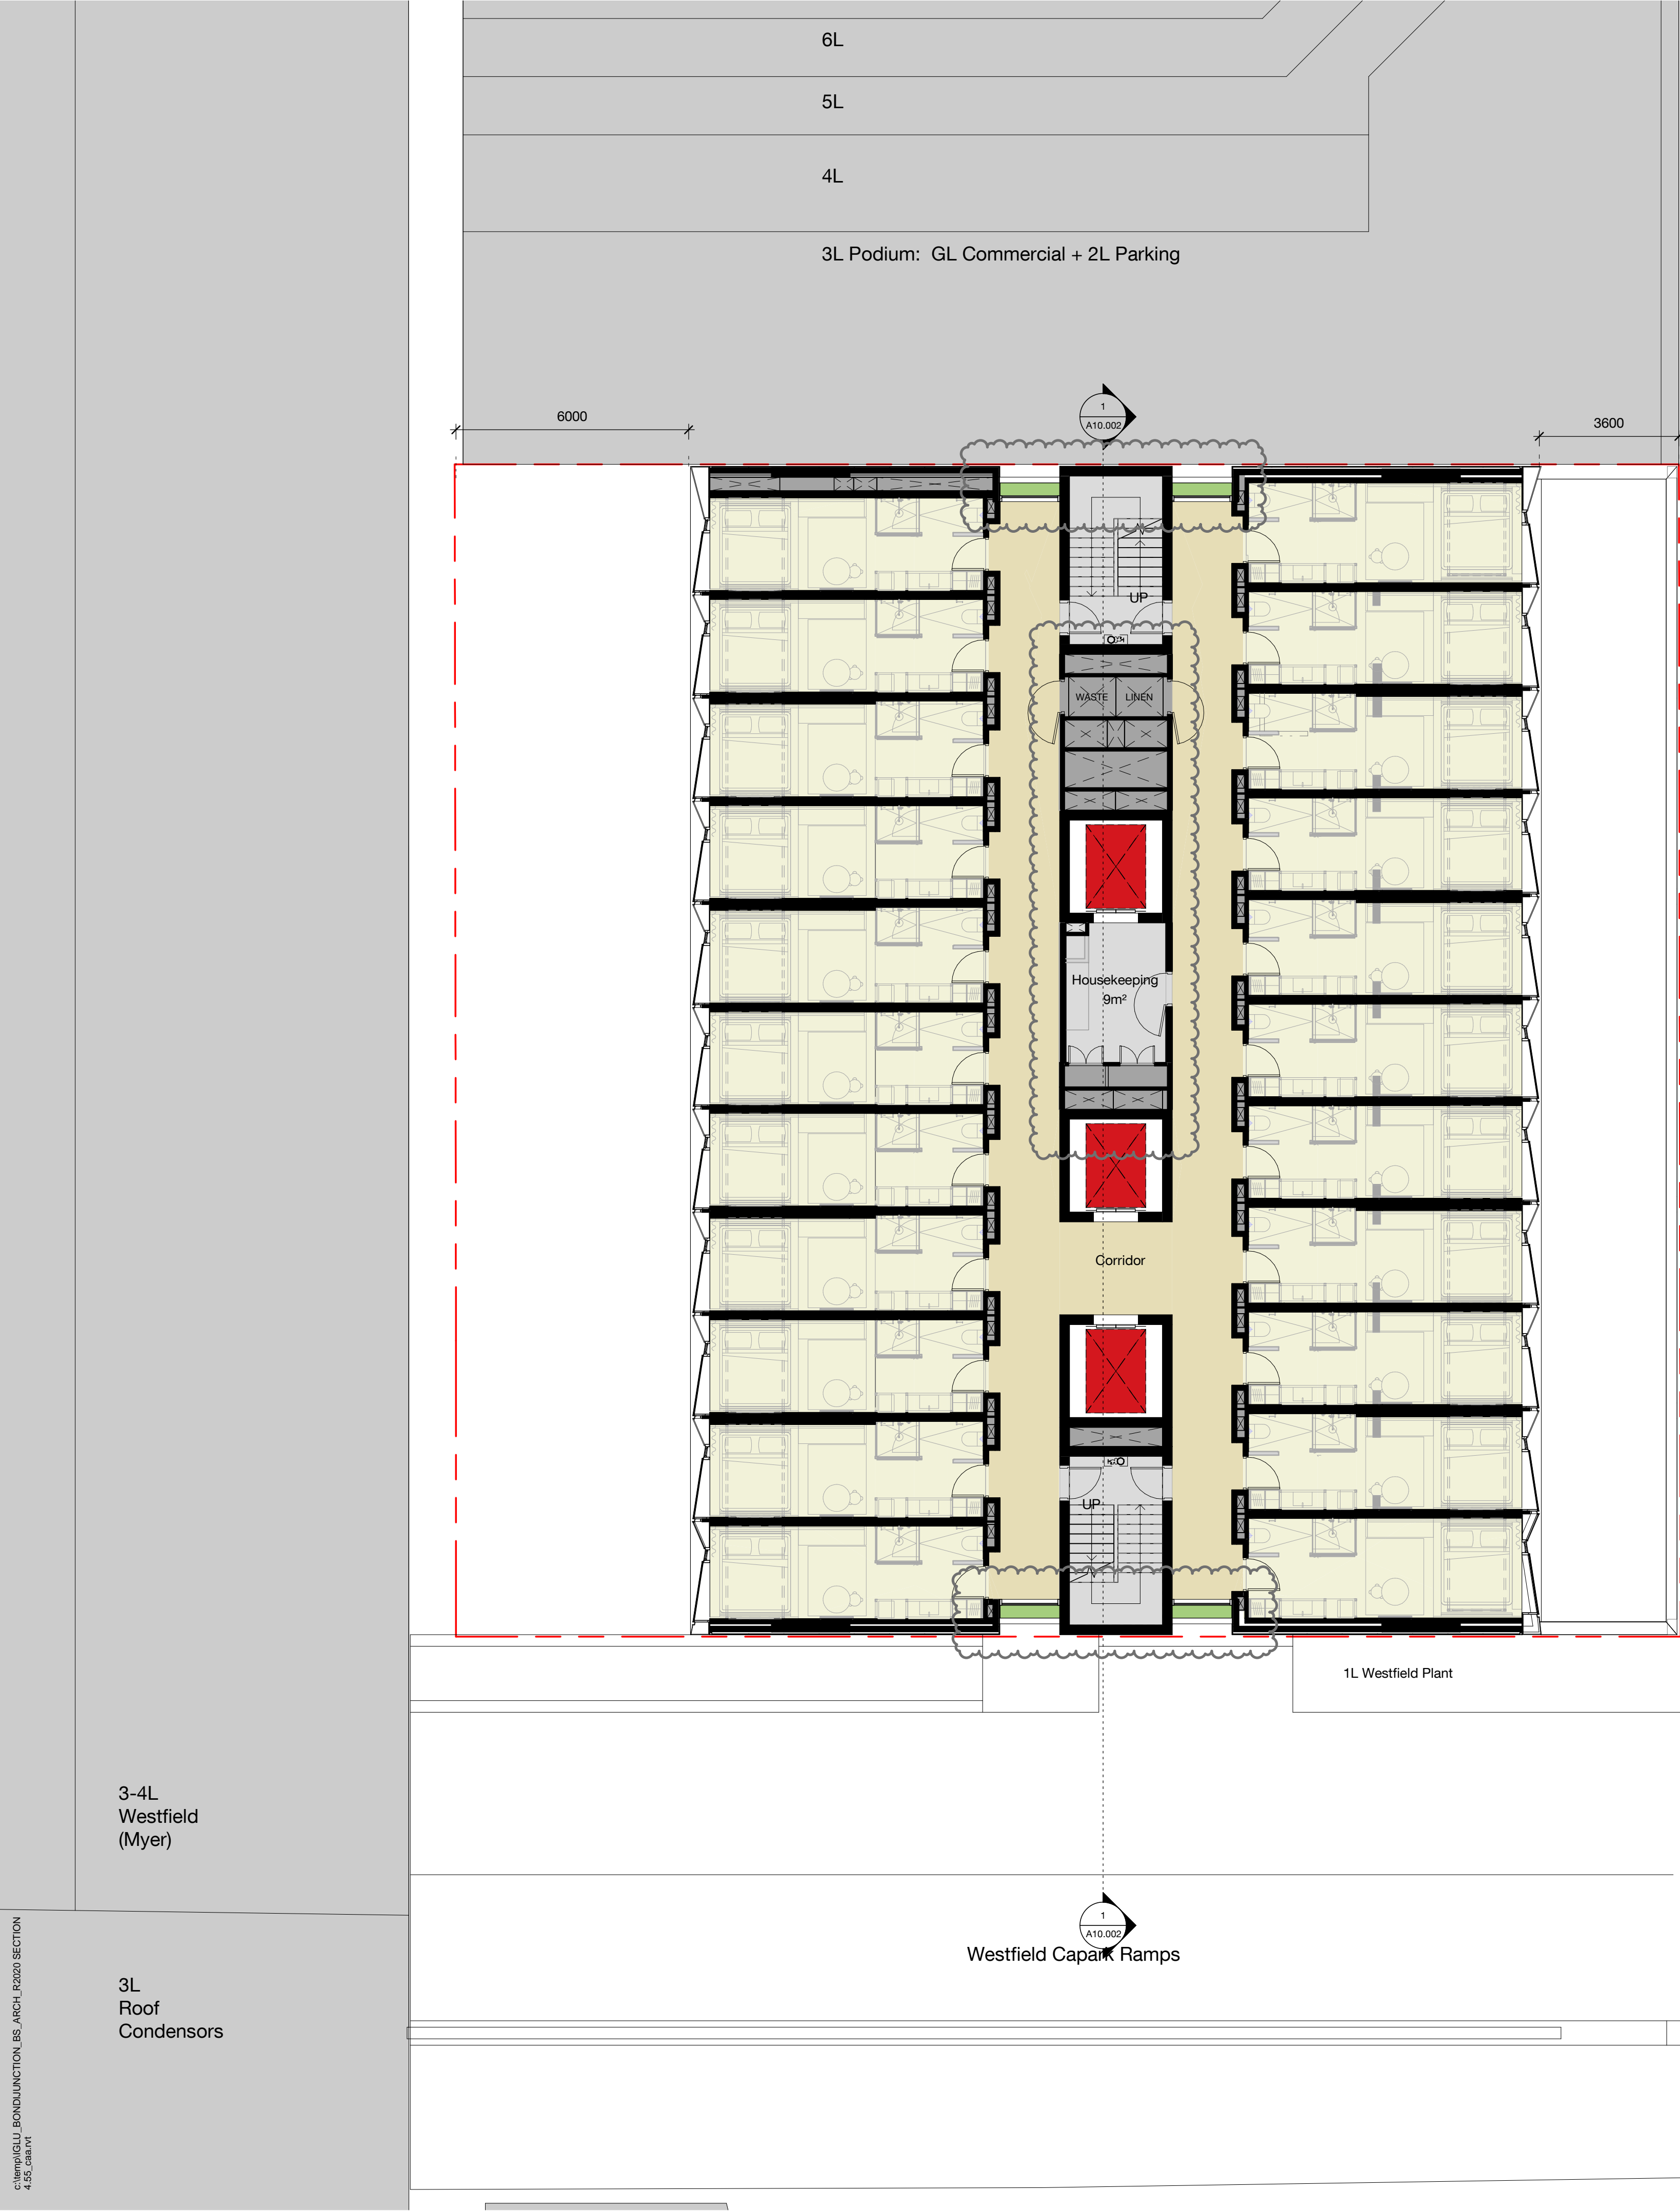 6L
5L
4L
3L Podium: GL Commercial + 2L Parking
6000
1
A10.002
3600
UP
WASTE
LINEN
Housekeeping
9m²
Corridor
UP
1L Westfield Plant
3-4L
Westfield
(Myer)
1
A10.002
Westfield Capark Ramps
3L
Roof
Condensors
c:\temp\IGLU_BONDIJUNCTION_BS_ARCH_R2020 SECTION
4.55_caa.rvt